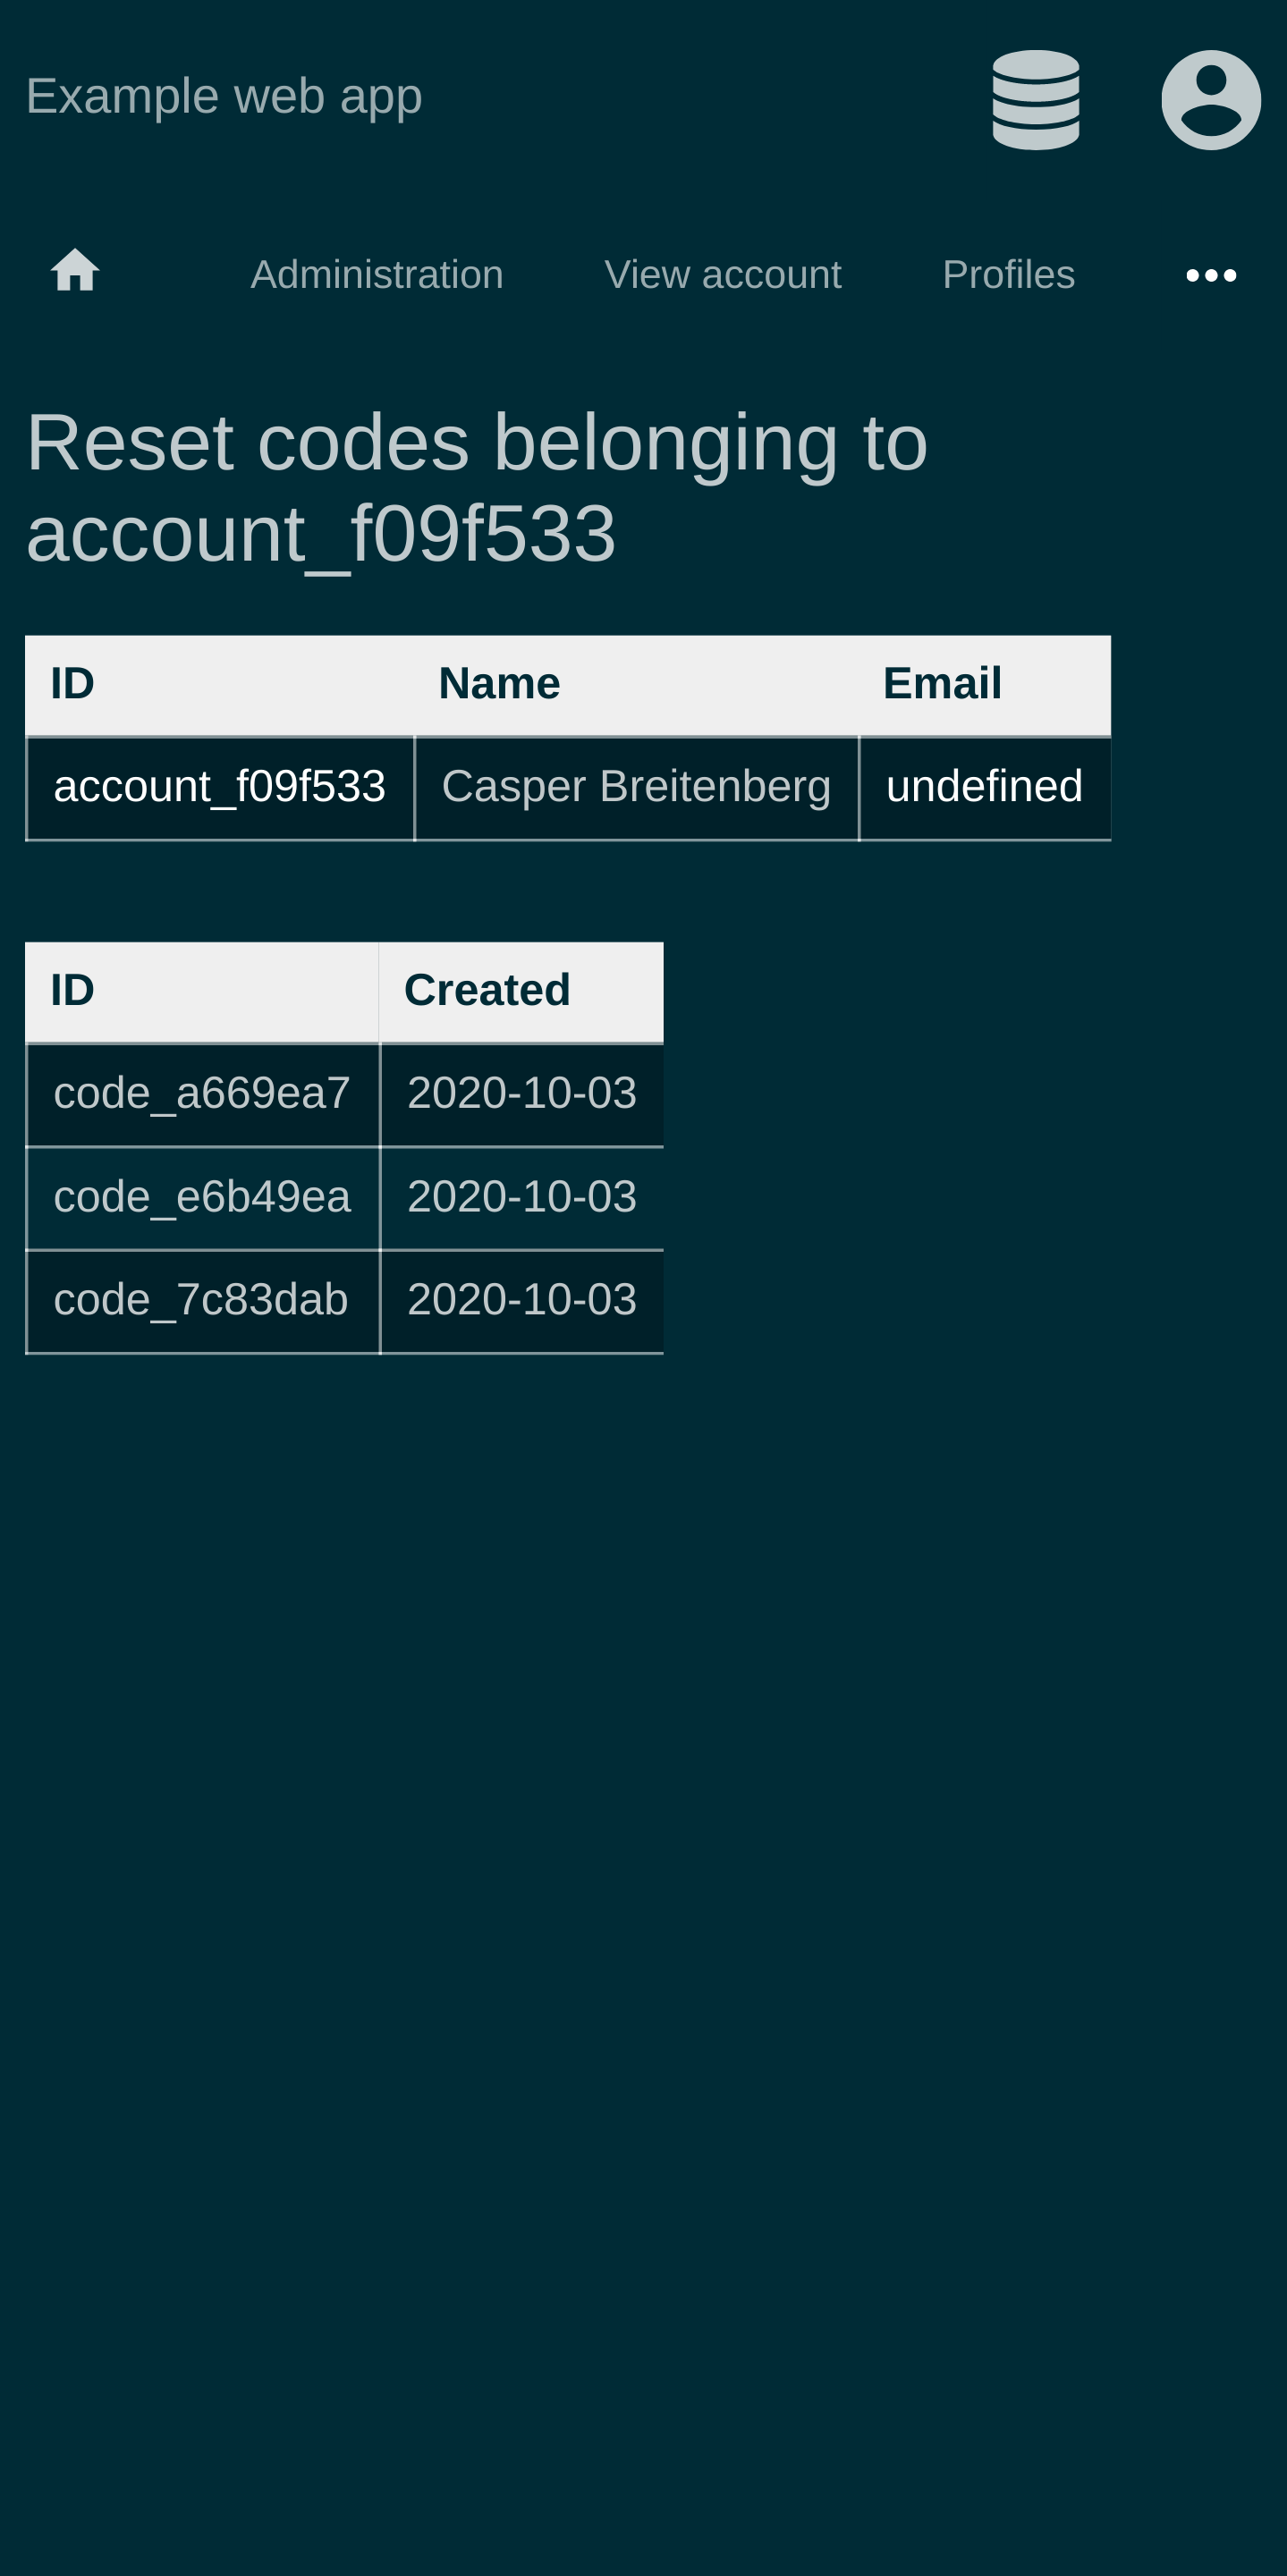 Example web app
Administration View account Profiles •••
Reset codes belonging to
account_f09f533
ID Name Email
account_f09f533 Casper Breitenberg undefined
ID Created
code_a669ea7 2020-10-03
code_e6b49ea 2020-10-03
code_7c83dab 2020-10-03